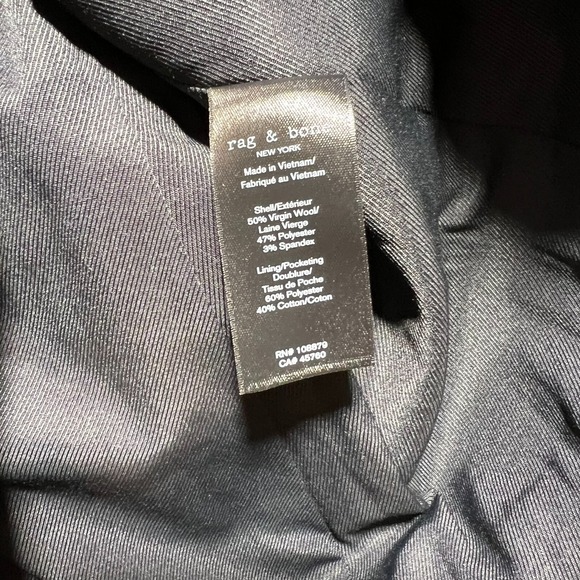 rag & bone
NEW YORK
Made in Vietnam/
Fabriqué au Vietnam
Shell/Extérieur
50% Virgin Wool/
Laine Vierge
47% Polyester
3% Spandex
Lining/Pocketing
Doublure/
Tissu de Poche
60% Polyester
40% Cotton/Coton
RN# 108879
CA# 45760